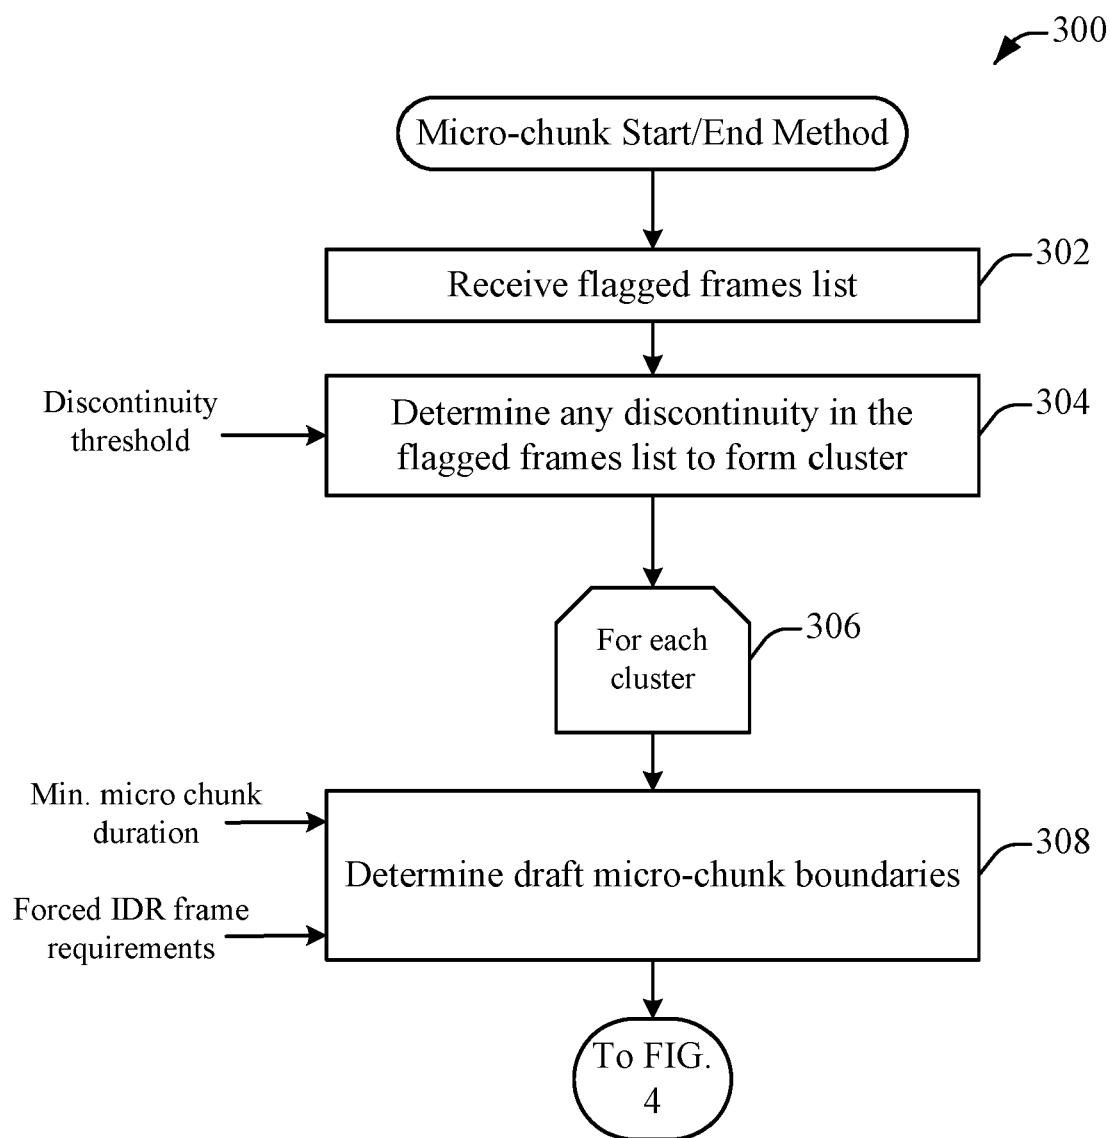 300
Micro-chunk Start/End Method
302
Receive flagged frames list
304
Discontinuity
threshold
Determine any discontinuity in the
flagged frames list to form cluster
306
For each
cluster
Min. micro chunk
duration
308
Determine draft micro-chunk boundaries
Forced IDR frame
requirements
To FIG.
4